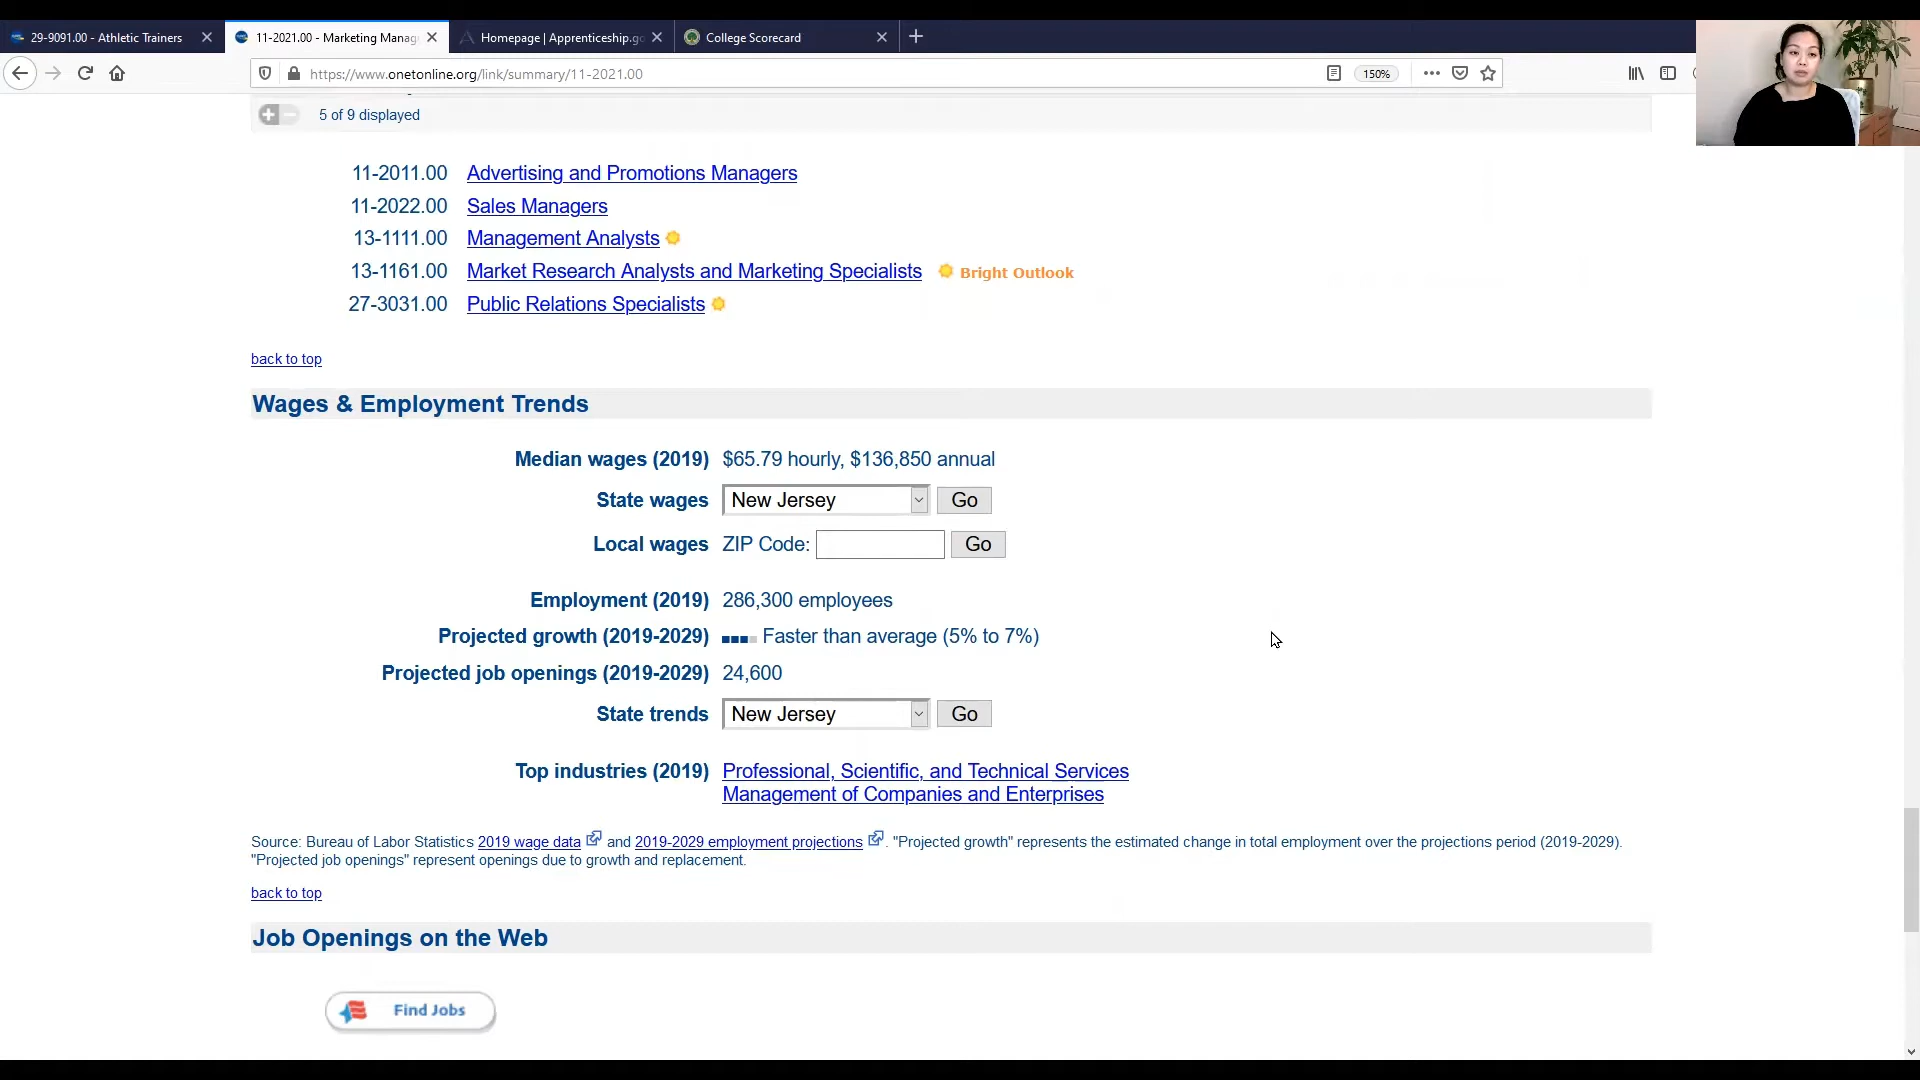 29-9091.00 - Athletic Trainers
11-2021.00 - Marketing Manag
Homepage | Apprenticeship.go
College Scorecard
https://www.onetonline.org/link/summary/11-2021.00
150%
5 of 9 displayed
11-2011.00 Advertising and Promotions Managers
11-2022.00 Sales Managers
13-1111.00 Management Analysts
13-1161.00 Market Research Analysts and Marketing Specialists Bright Outlook
27-3031.00 Public Relations Specialists
back to top
Wages & Employment Trends
Median wages (2019) $65.79 hourly, $136,850 annual
State wages New Jersey Go
Local wages ZIP Code: Go
Employment (2019) 286,300 employees
Projected growth (2019-2029) Faster than average (5% to 7%)
Projected job openings (2019-2029) 24,600
State trends New Jersey Go
Top industries (2019) Professional, Scientific, and Technical Services
Management of Companies and Enterprises
Source: Bureau of Labor Statistics 2019 wage data and 2019-2029 employment projections. "Projected growth" represents the estimated change in total employment over the projections period (2019-2029).
"Projected job openings" represent openings due to growth and replacement.
back to top
Job Openings on the Web
Find Jobs